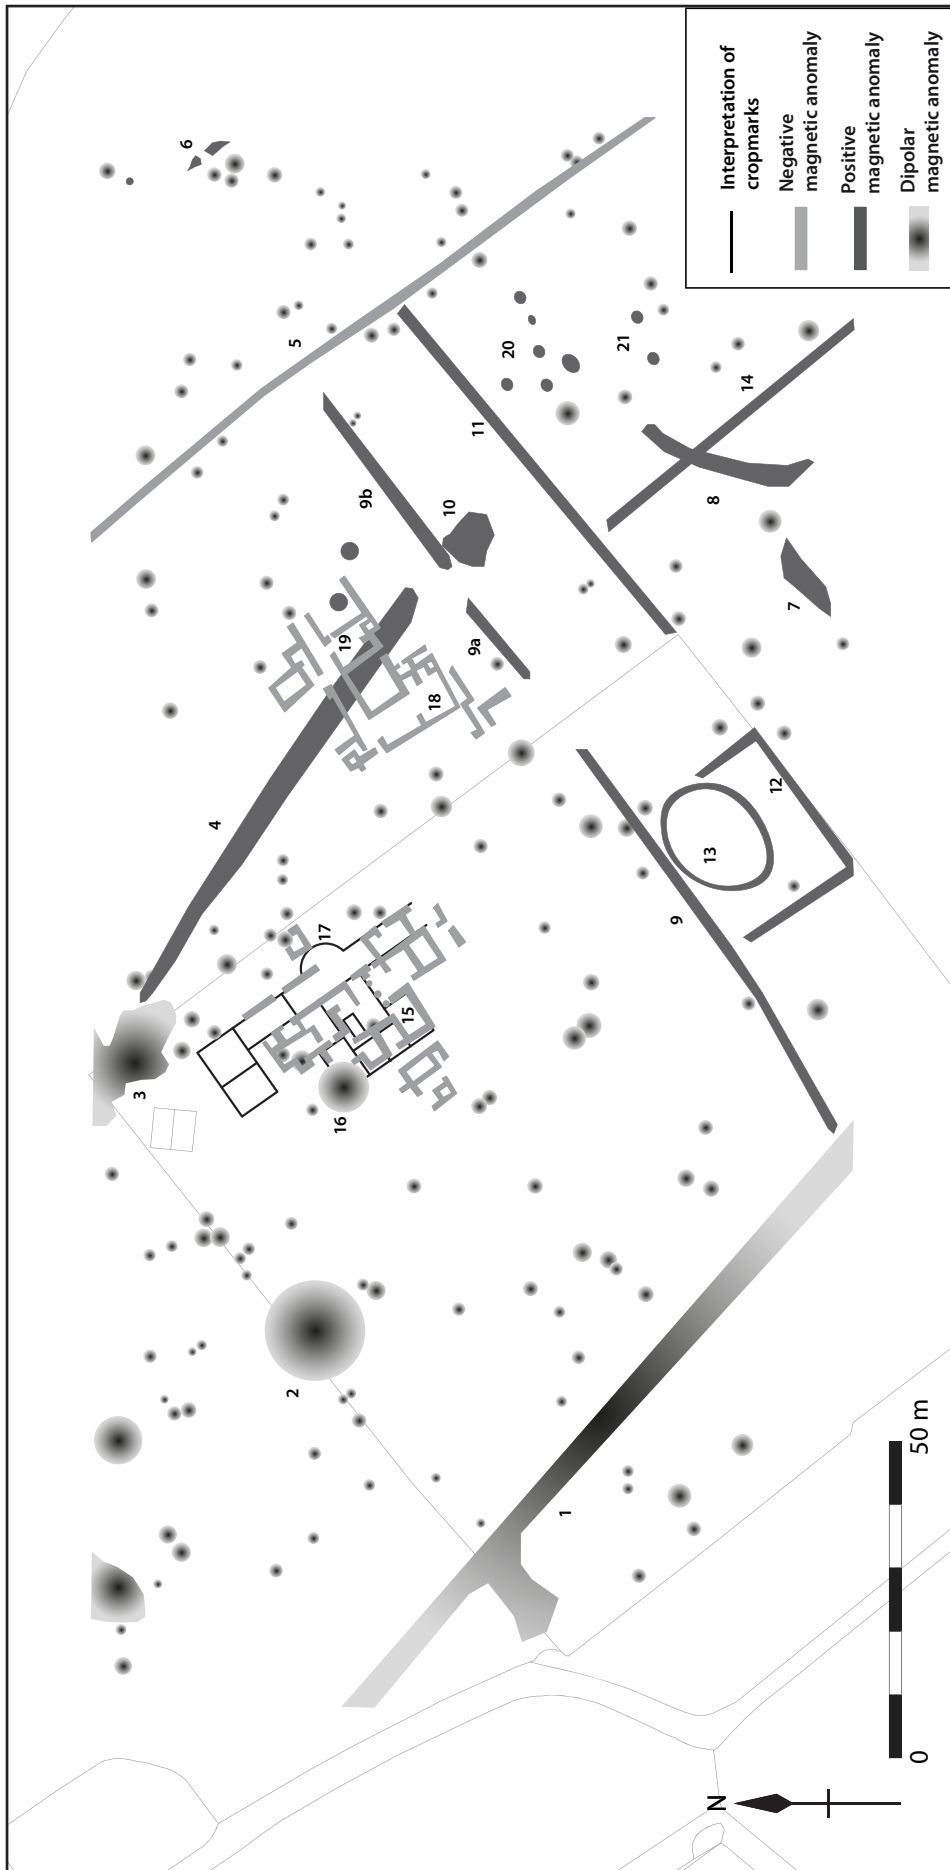 Interpretation of
cropmarks
Negative
magnetic anomaly
Positive
magnetic anomaly
Dipolar
magnetic anomaly
1
2
3
4
5
6
7
8
9
9a
9b
10
11
12
13
14
15
16
17
18
19
20
21
N
0
50 m